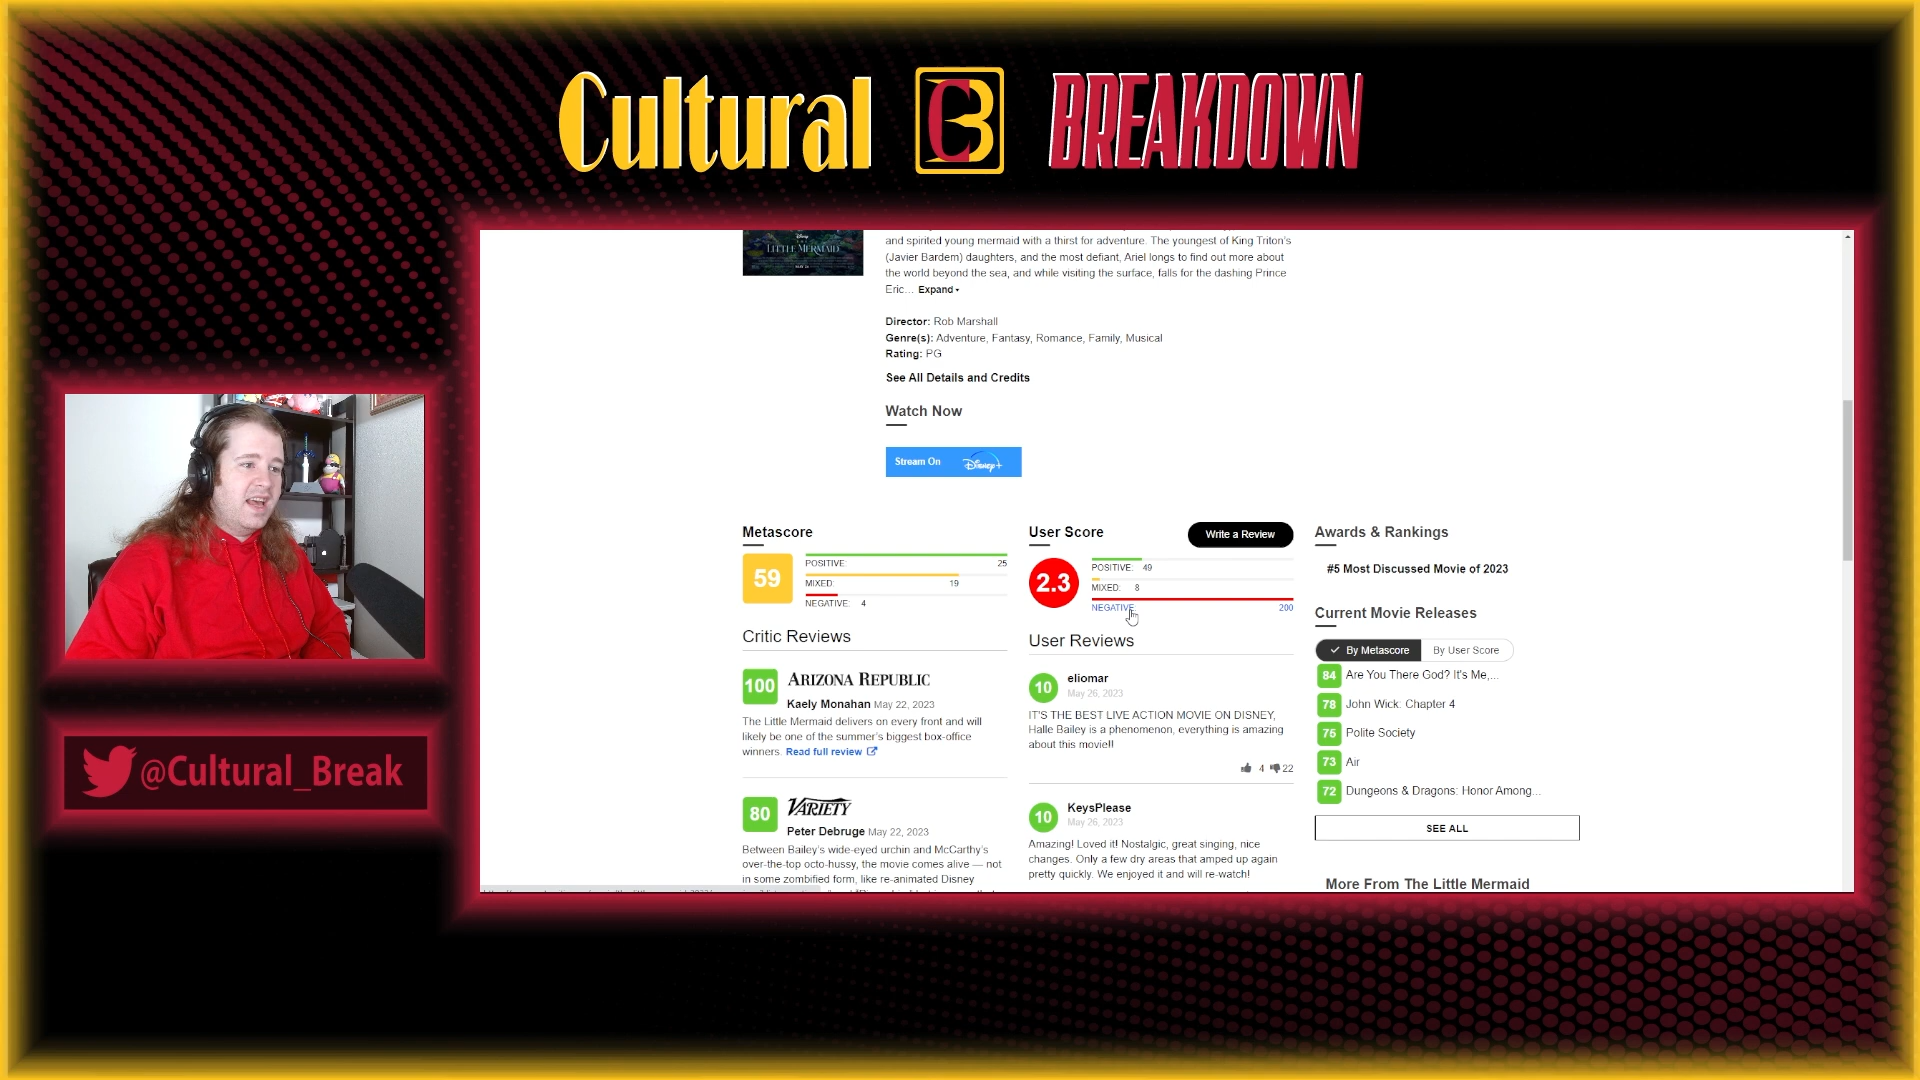 Cultural CB BREAKDOWN
Disney
LITTLE MERMAID
and spirited young mermaid with a thirst for adventure. The youngest of King Triton's
(Javier Bardem) daughters, and the most defiant, Ariel longs to find out more about
the world beyond the sea, and while visiting the surface, falls for the dashing Prince
Eric... Expand
Director: Rob Marshall
Genre(s): Adventure, Fantasy, Romance, Family, Musical
Rating: PG
See All Details and Credits
Watch Now
Stream On Disney+
Metascore
59
POSITIVE: 25
MIXED: 19
NEGATIVE: 4
Critic Reviews
100 ARIZONA REPUBLIC
Kaely Monahan May 22, 2023
The Little Mermaid delivers on every front and will
likely be one of the summer's biggest box-office
winners. Read full review
80 VARIETY
Peter Debruge May 22, 2023
Between Bailey's wide-eyed urchin and McCarthy's
over-the-top octo-hussy, the movie comes alive — not
in some zombified form, like re-animated Disney
User Score
Write a Review
2.3
POSITIVE: 49
MIXED: 8
NEGATIVE: 200
User Reviews
10 eliomar
May 26, 2023
IT'S THE BEST LIVE ACTION MOVIE ON DISNEY,
Halle Bailey is a phenomenon, everything is amazing
about this movie!!
4 22
10 KeysPlease
May 26, 2023
Amazing! Loved it! Nostalgic, great singing, nice
changes. Only a few dry areas that amped up again
pretty quickly. We enjoyed it and will re-watch!
Awards & Rankings
#5 Most Discussed Movie of 2023
Current Movie Releases
By Metascore By User Score
84 Are You There God? It's Me,...
78 John Wick: Chapter 4
75 Polite Society
73 Air
72 Dungeons & Dragons: Honor Among...
SEE ALL
More From The Little Mermaid
@Cultural_Break